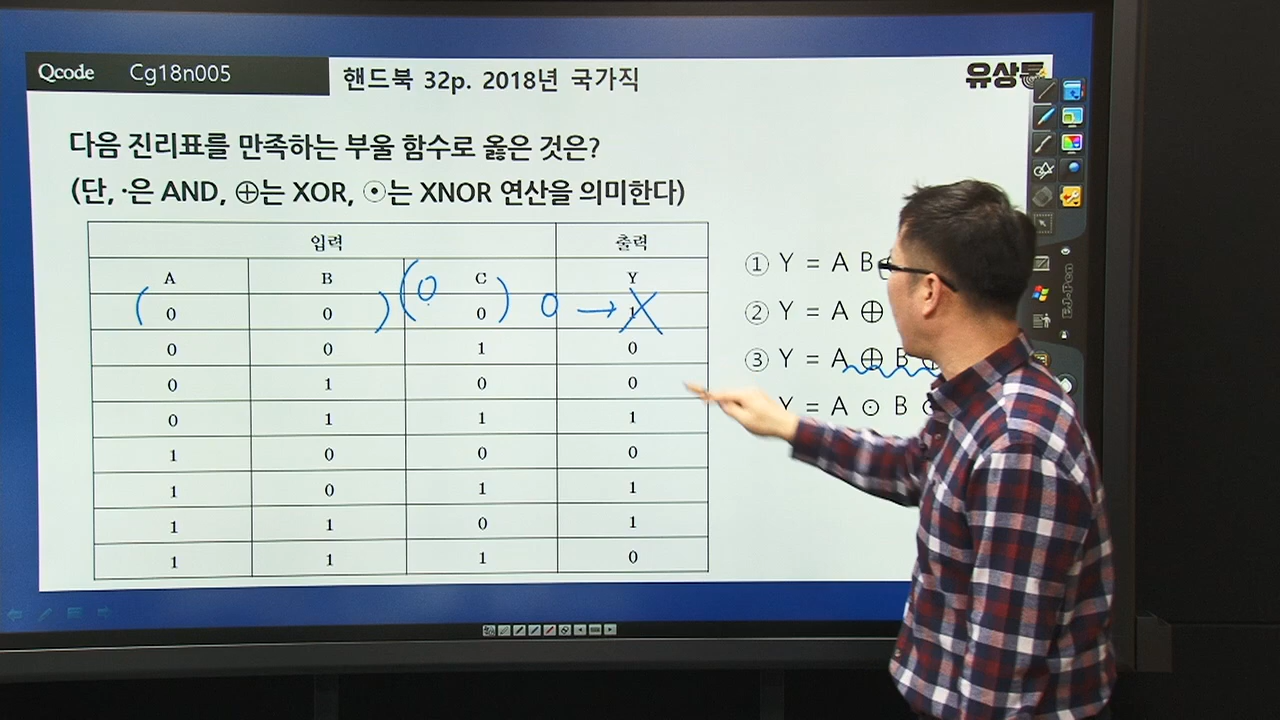 Qcode Cg18n005 핸드북 32p. 2018년 국가직 유상통
다음 진리표를 만족하는 부울 함수로 옳은 것은?
(단, ·은 AND, ⊕는 XOR, ⊙는 XNOR 연산을 의미한다)
입력 출력
A B C Y
( 0 0 ) ( 0 0 ) 0 → 1
0 0 1 0
0 1 0 0
0 1 1 1
1 0 0 0
1 0 1 1
1 1 0 1
1 1 1 0
① Y = A B
② Y = A ⊕
③ Y = A ⊕ B
Y = A ⊙ B
EJ-Pen